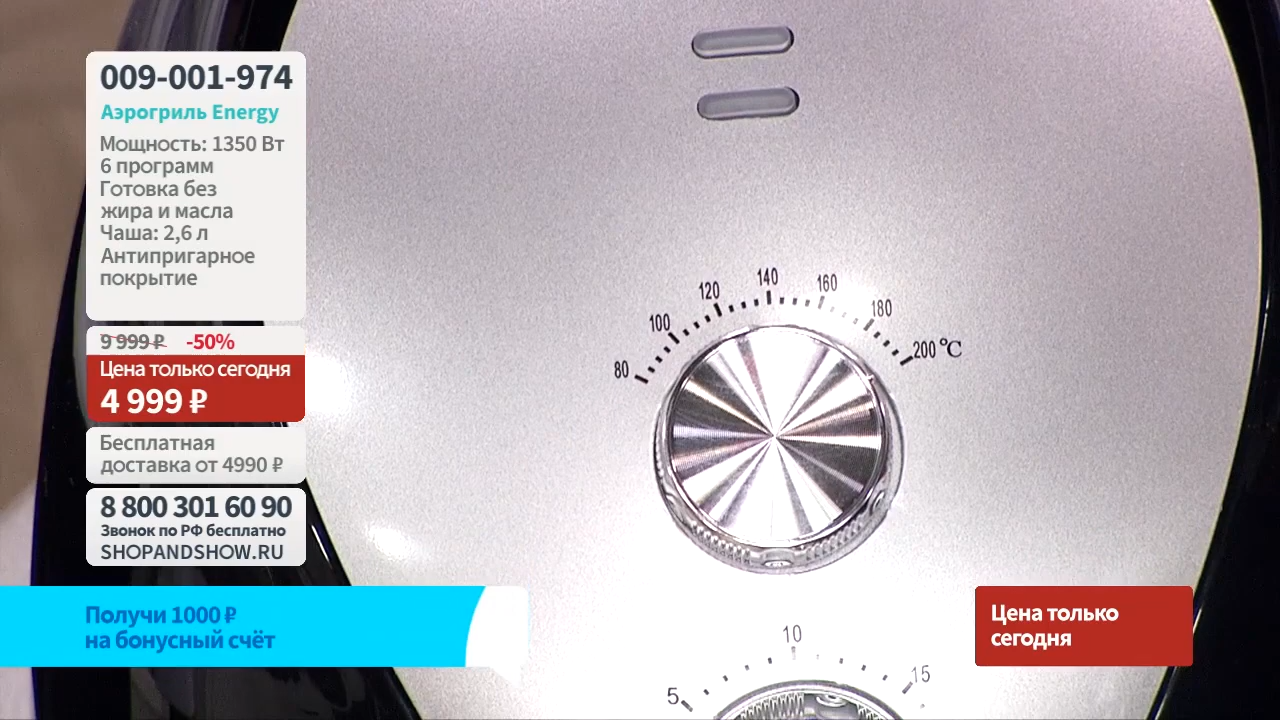 009-001-974
Аэрогриль Energy
Мощность: 1350 Вт
6 программ
Готовка без
жира и масла
Чаша: 2,6 л
Антипригарное
покрытие
9 999 ₽ -50%
Цена только сегодня
4 999 ₽
Бесплатная
доставка от 4990 ₽
8 800 301 60 90
Звонок по РФ бесплатно
SHOPANDSHOW.RU
Получи 1000 ₽
на бонусный счёт
80 100 120 140 160 180 200 °C
5 10 15
Цена только
сегодня